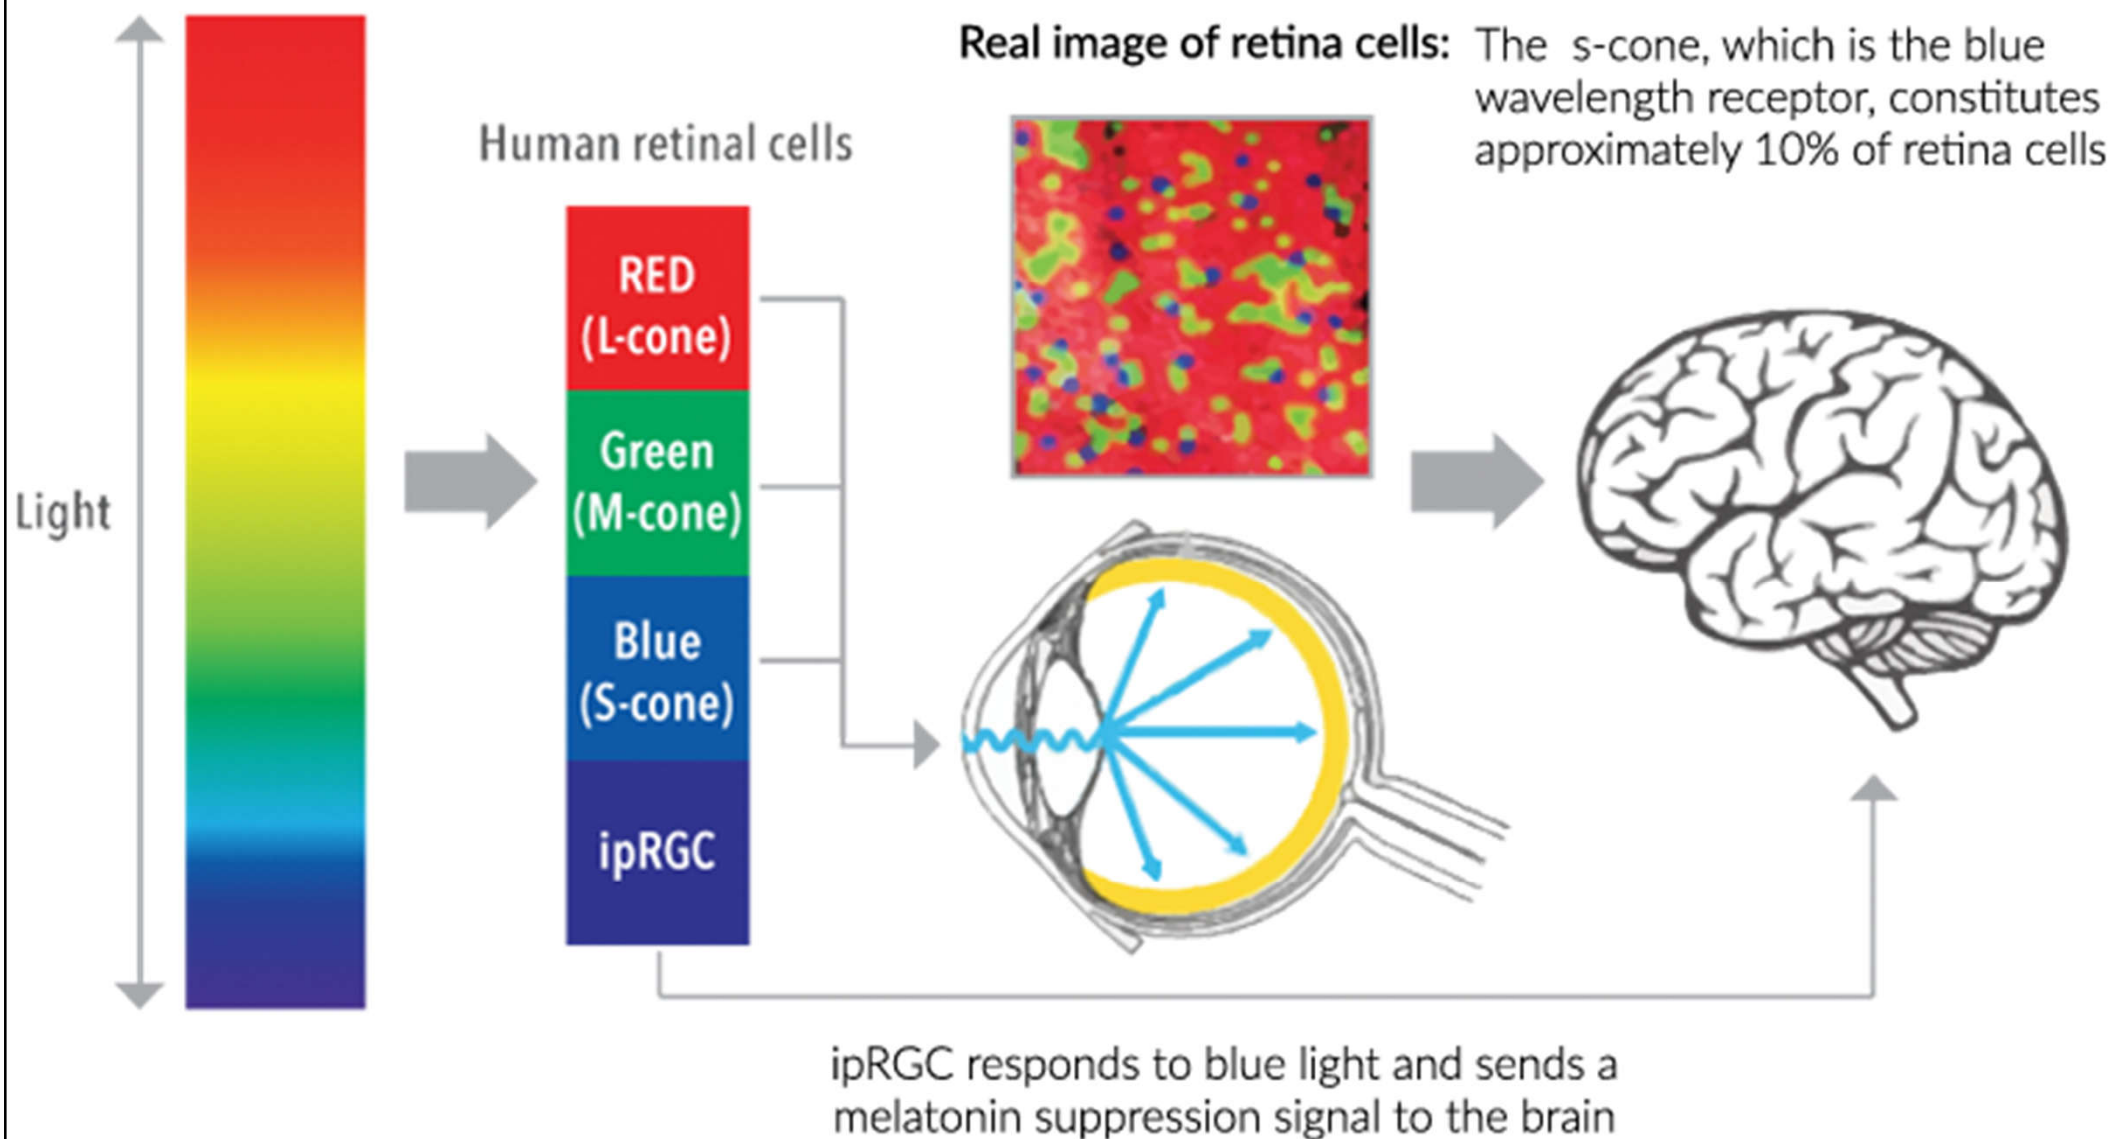 Real image of retina cells:
The s-cone, which is the blue
wavelength receptor, constitutes
approximately 10% of retina cells
Human retinal cells
RED
(L-cone)
Green
(M-cone)
Blue
(S-cone)
ipRGC
Light
ipRGC responds to blue light and sends a
melatonin suppression signal to the brain